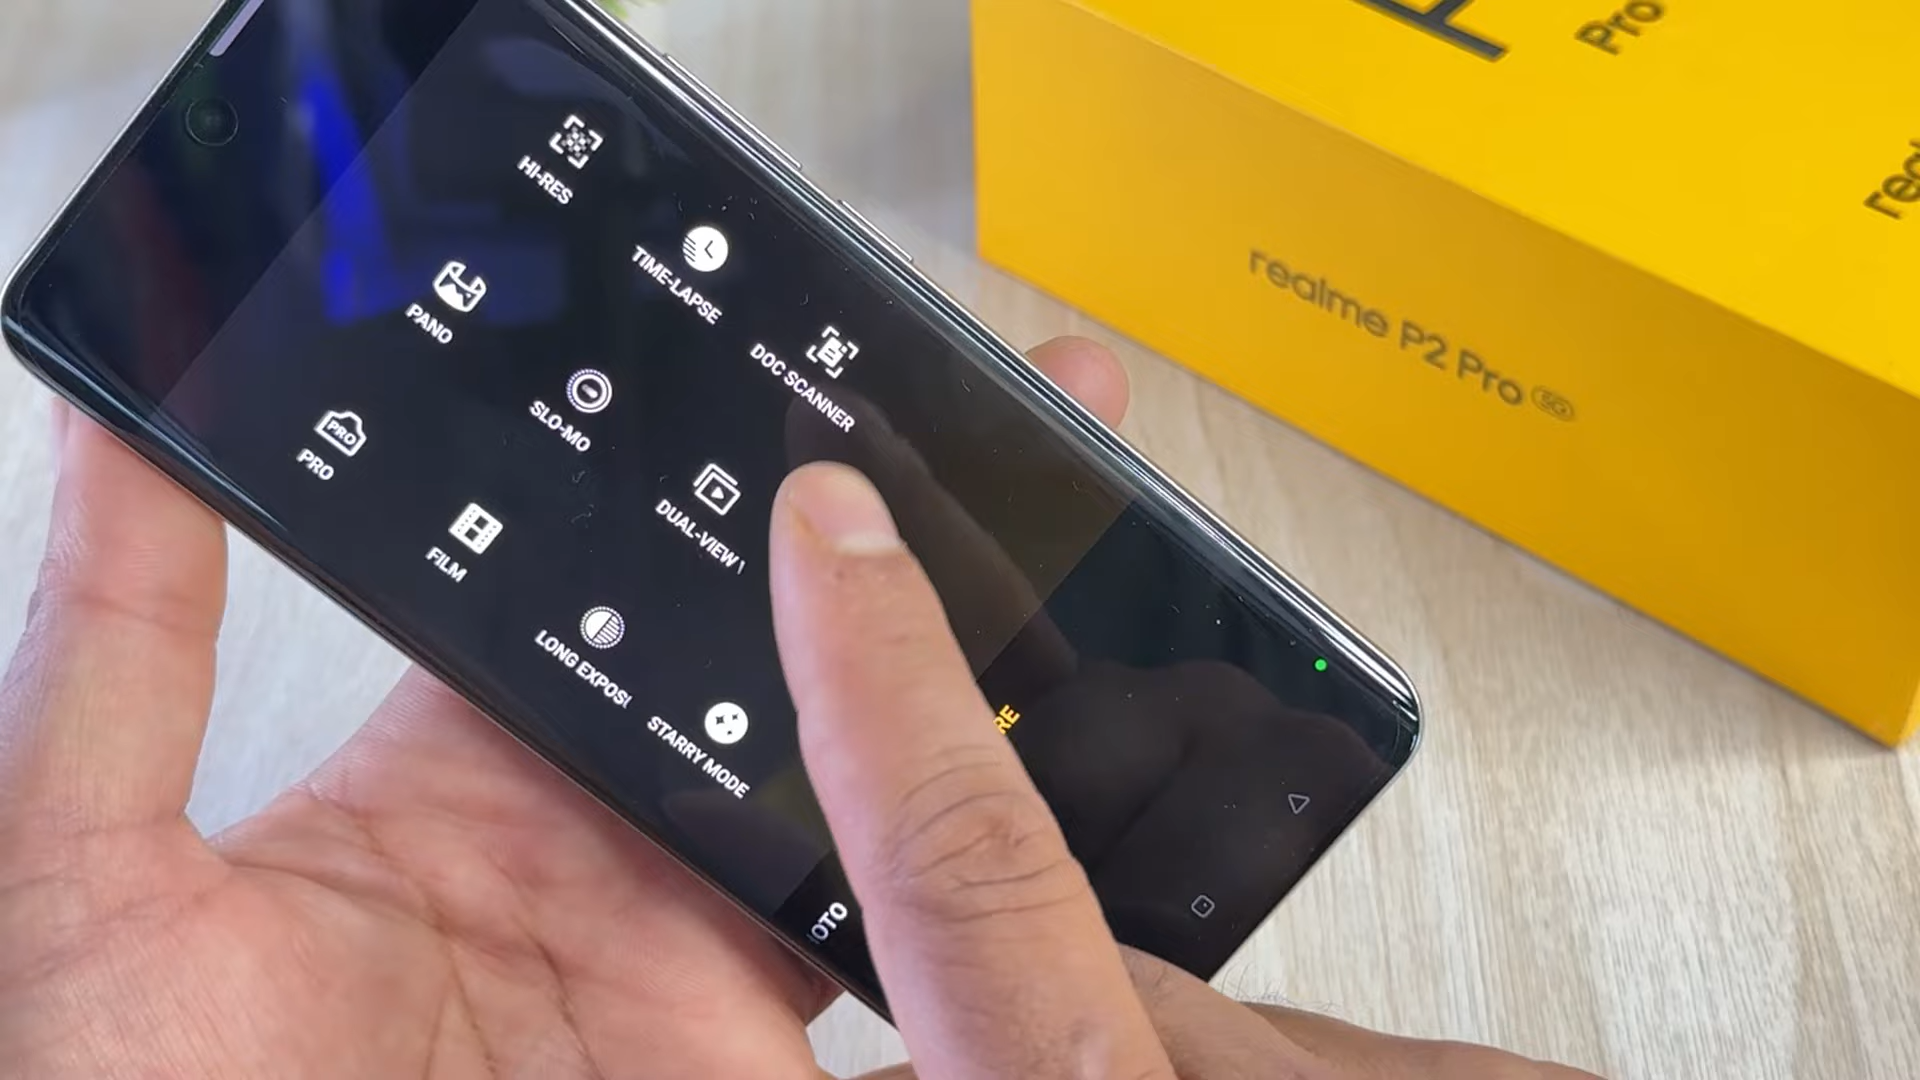 HI-RES
TIME-LAPSE
DOC SCANNER
PANO
SLO-MO
DUAL-VIEW
PRO
PRO
FILM
LONG EXPOS
STARRY MODE
OTO
RE
Pro
realme P2 Pro 5G